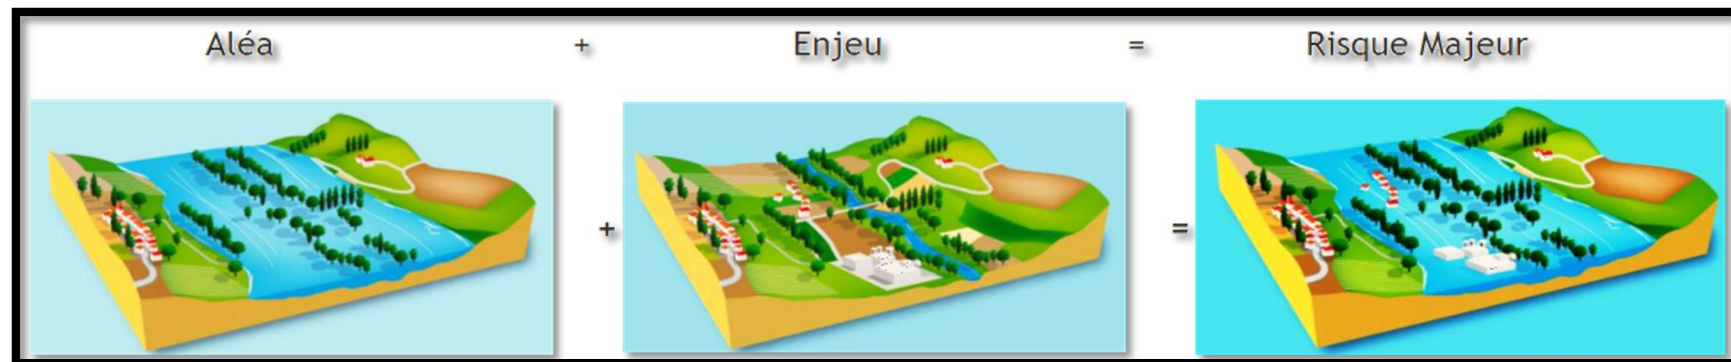 Aléa + Enjeu = Risque Majeur
+ =